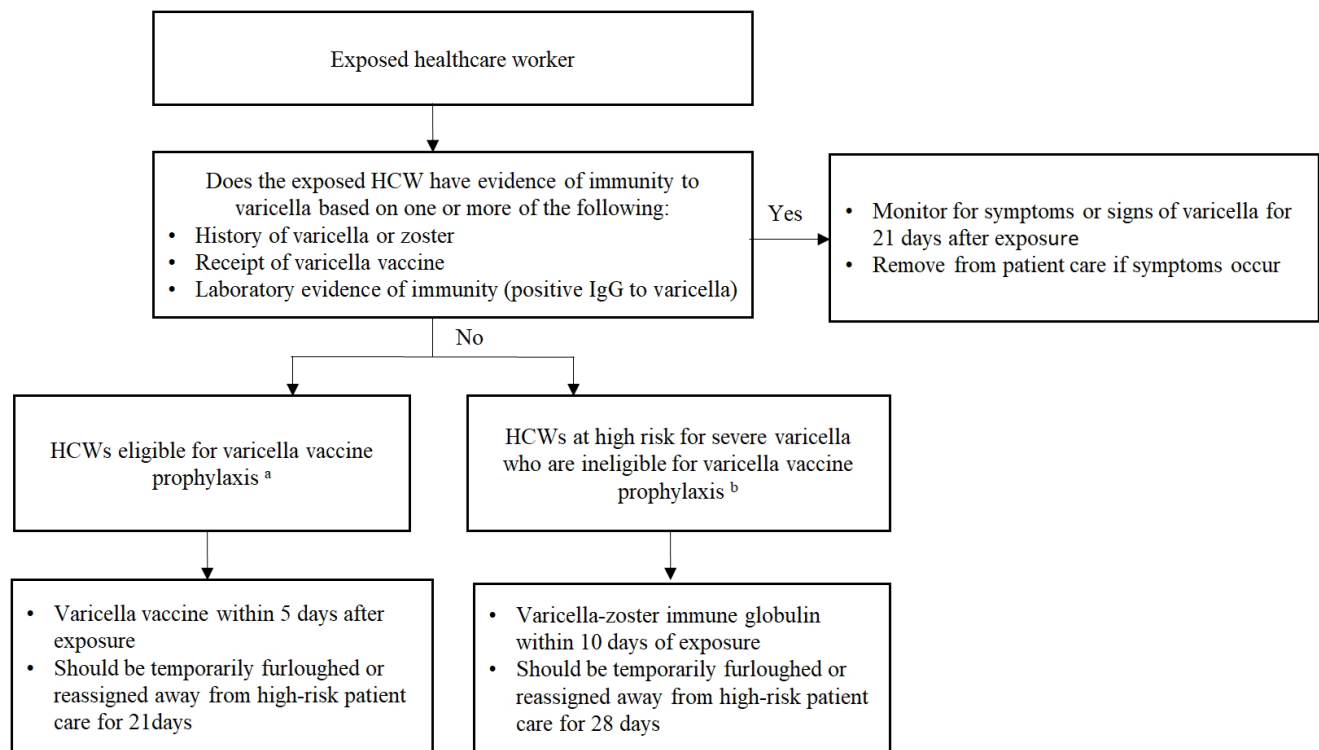 Exposed healthcare worker
Does the exposed HCW have evidence of immunity to
varicella based on one or more of the following:
• History of varicella or zoster
• Receipt of varicella vaccine
• Laboratory evidence of immunity (positive IgG to varicella)
Yes
• Monitor for symptoms or signs of varicella for
21 days after exposure
• Remove from patient care if symptoms occur
No
HCWs eligible for varicella vaccine
prophylaxis a
HCWs at high risk for severe varicella
who are ineligible for varicella vaccine
prophylaxis b
• Varicella vaccine within 5 days after
exposure
• Should be temporarily furloughed or
reassigned away from high-risk patient
care for 21days
• Varicella-zoster immune globulin
within 10 days of exposure
• Should be temporarily furloughed or
reassigned away from high-risk patient
care for 28 days